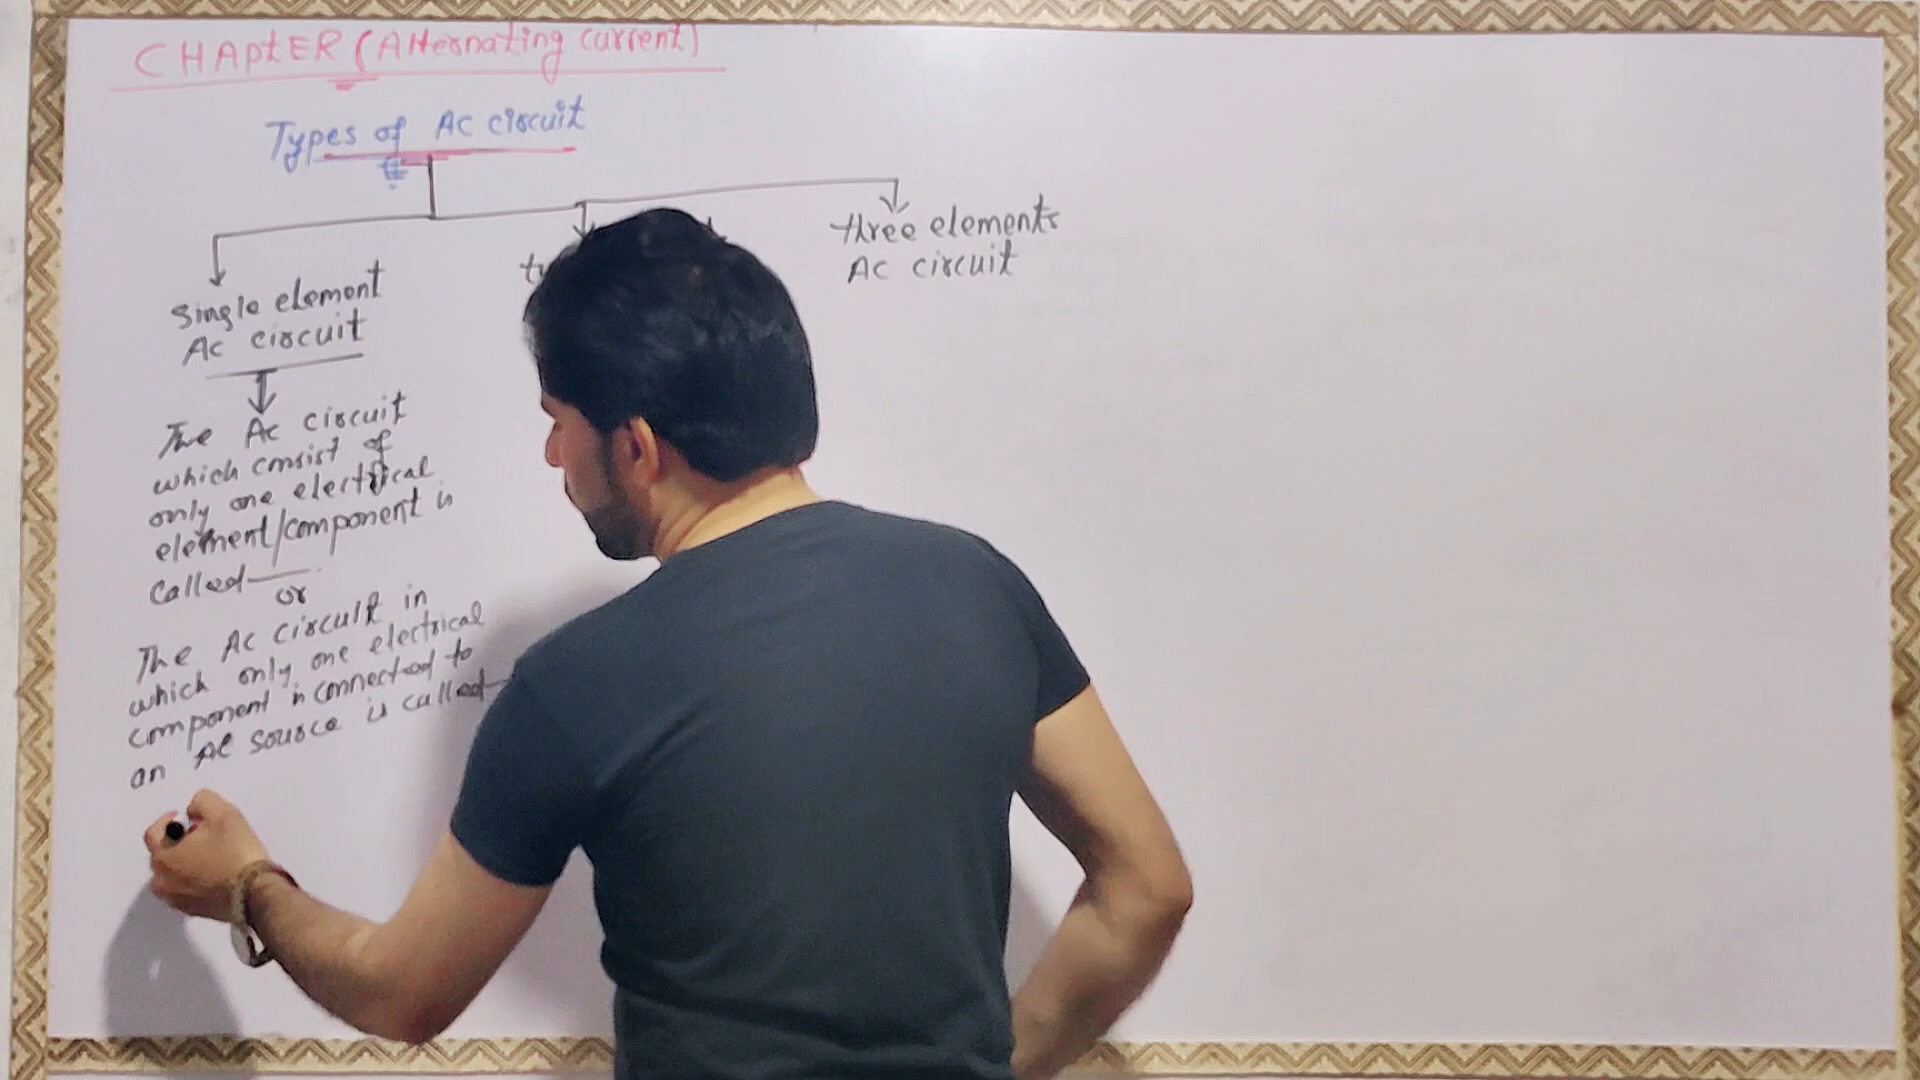 CHAPtER (Alternating current)
Types of Ac circuit
Single element
Ac circuit
three elements
AC circuit
The Ac circuit
which consist of
only one electrical
element/component is
called —
or
The Ac circuit in
which only one electrical
component is connected to
an AC source is called —